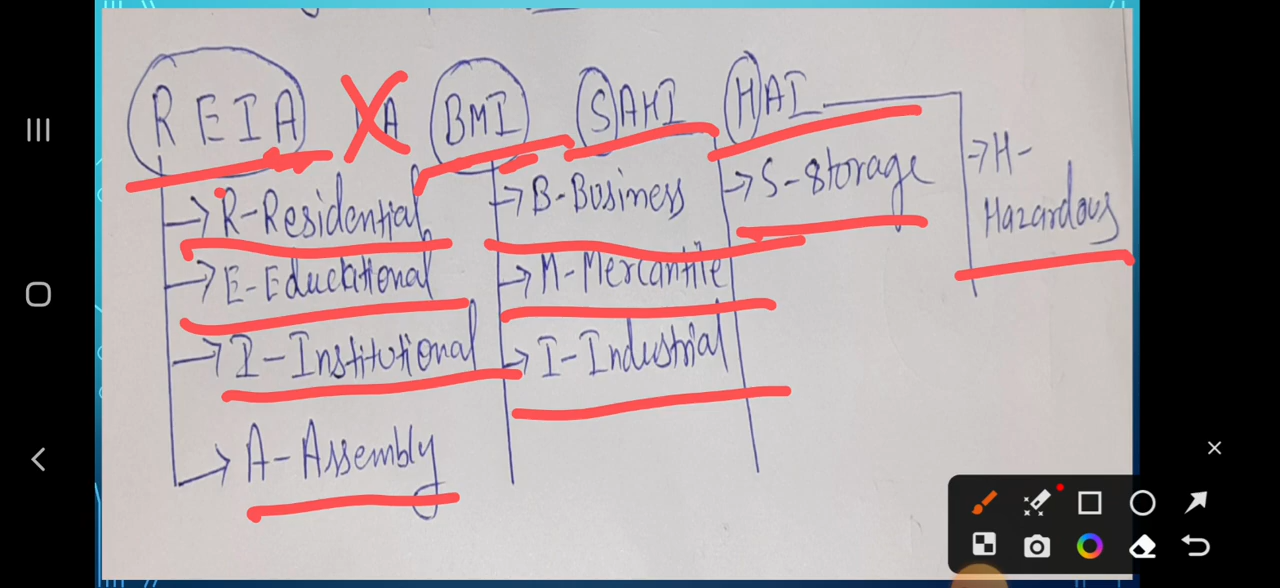 REIA A BMI SAHI HAI
R-Residential
E-Educational
I-Institutional
A-Assembly
B-Business
M-Mercantile
I-Industrial
S-Storage
H-
Hazardous